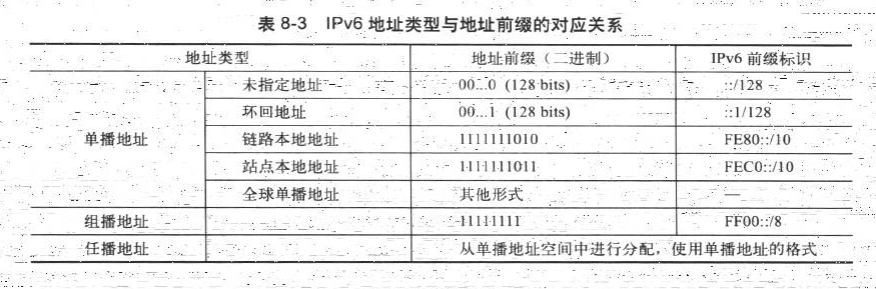 表 8-3 IPv6 地址类型与地址前缀的对应关系
地址类型 地址前缀（二进制） IPv6 前缀标识
单播地址 未指定地址 00...0 (128 bits) ::/128
环回地址 00...1 (128 bits) ::1/128
链路本地地址 1111111010 FE80::/10
站点本地地址 1111111011 FEC0::/10
全球单播地址 其他形式 —
组播地址 11111111 FF00::/8
任播地址 从单播地址空间中进行分配，使用单播地址的格式